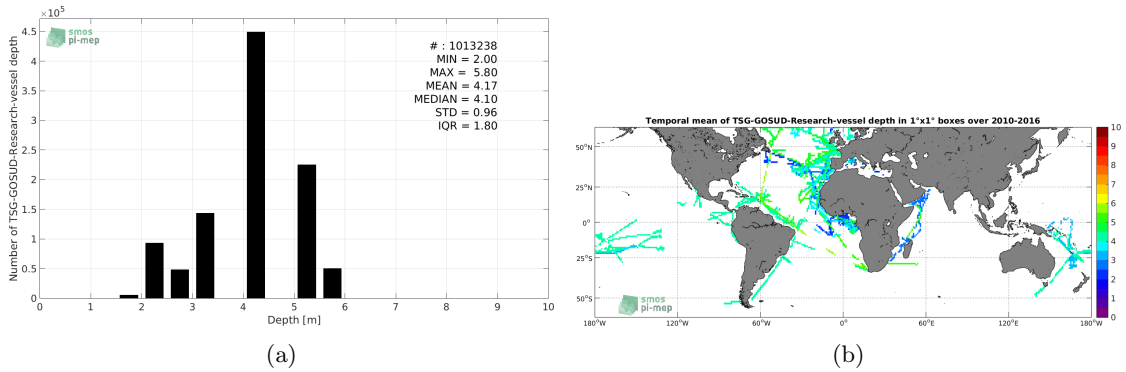 ×10⁵
smos
pi-mep
4.5
4
3.5
3
2.5
2
1.5
1
0.5
0
Number of TSG-GOSUD-Research-vessel depth
# : 1013238
MIN = 2.00
MAX = 5.80
MEAN = 4.17
MEDIAN = 4.10
STD = 0.96
IQR = 1.80
0 1 2 3 4 5 6 7 8 9 10
Depth [m]
(a)
Temporal mean of TSG-GOSUD-Research-vessel depth in 1°x1° boxes over 2010-2016
50°N
25°N
0°
25°S
50°S
smos
pi-mep
180°W 120°W 60°W 0° 60°E 120°E 180°W
10
9
8
7
6
5
4
3
2
1
0
(b)